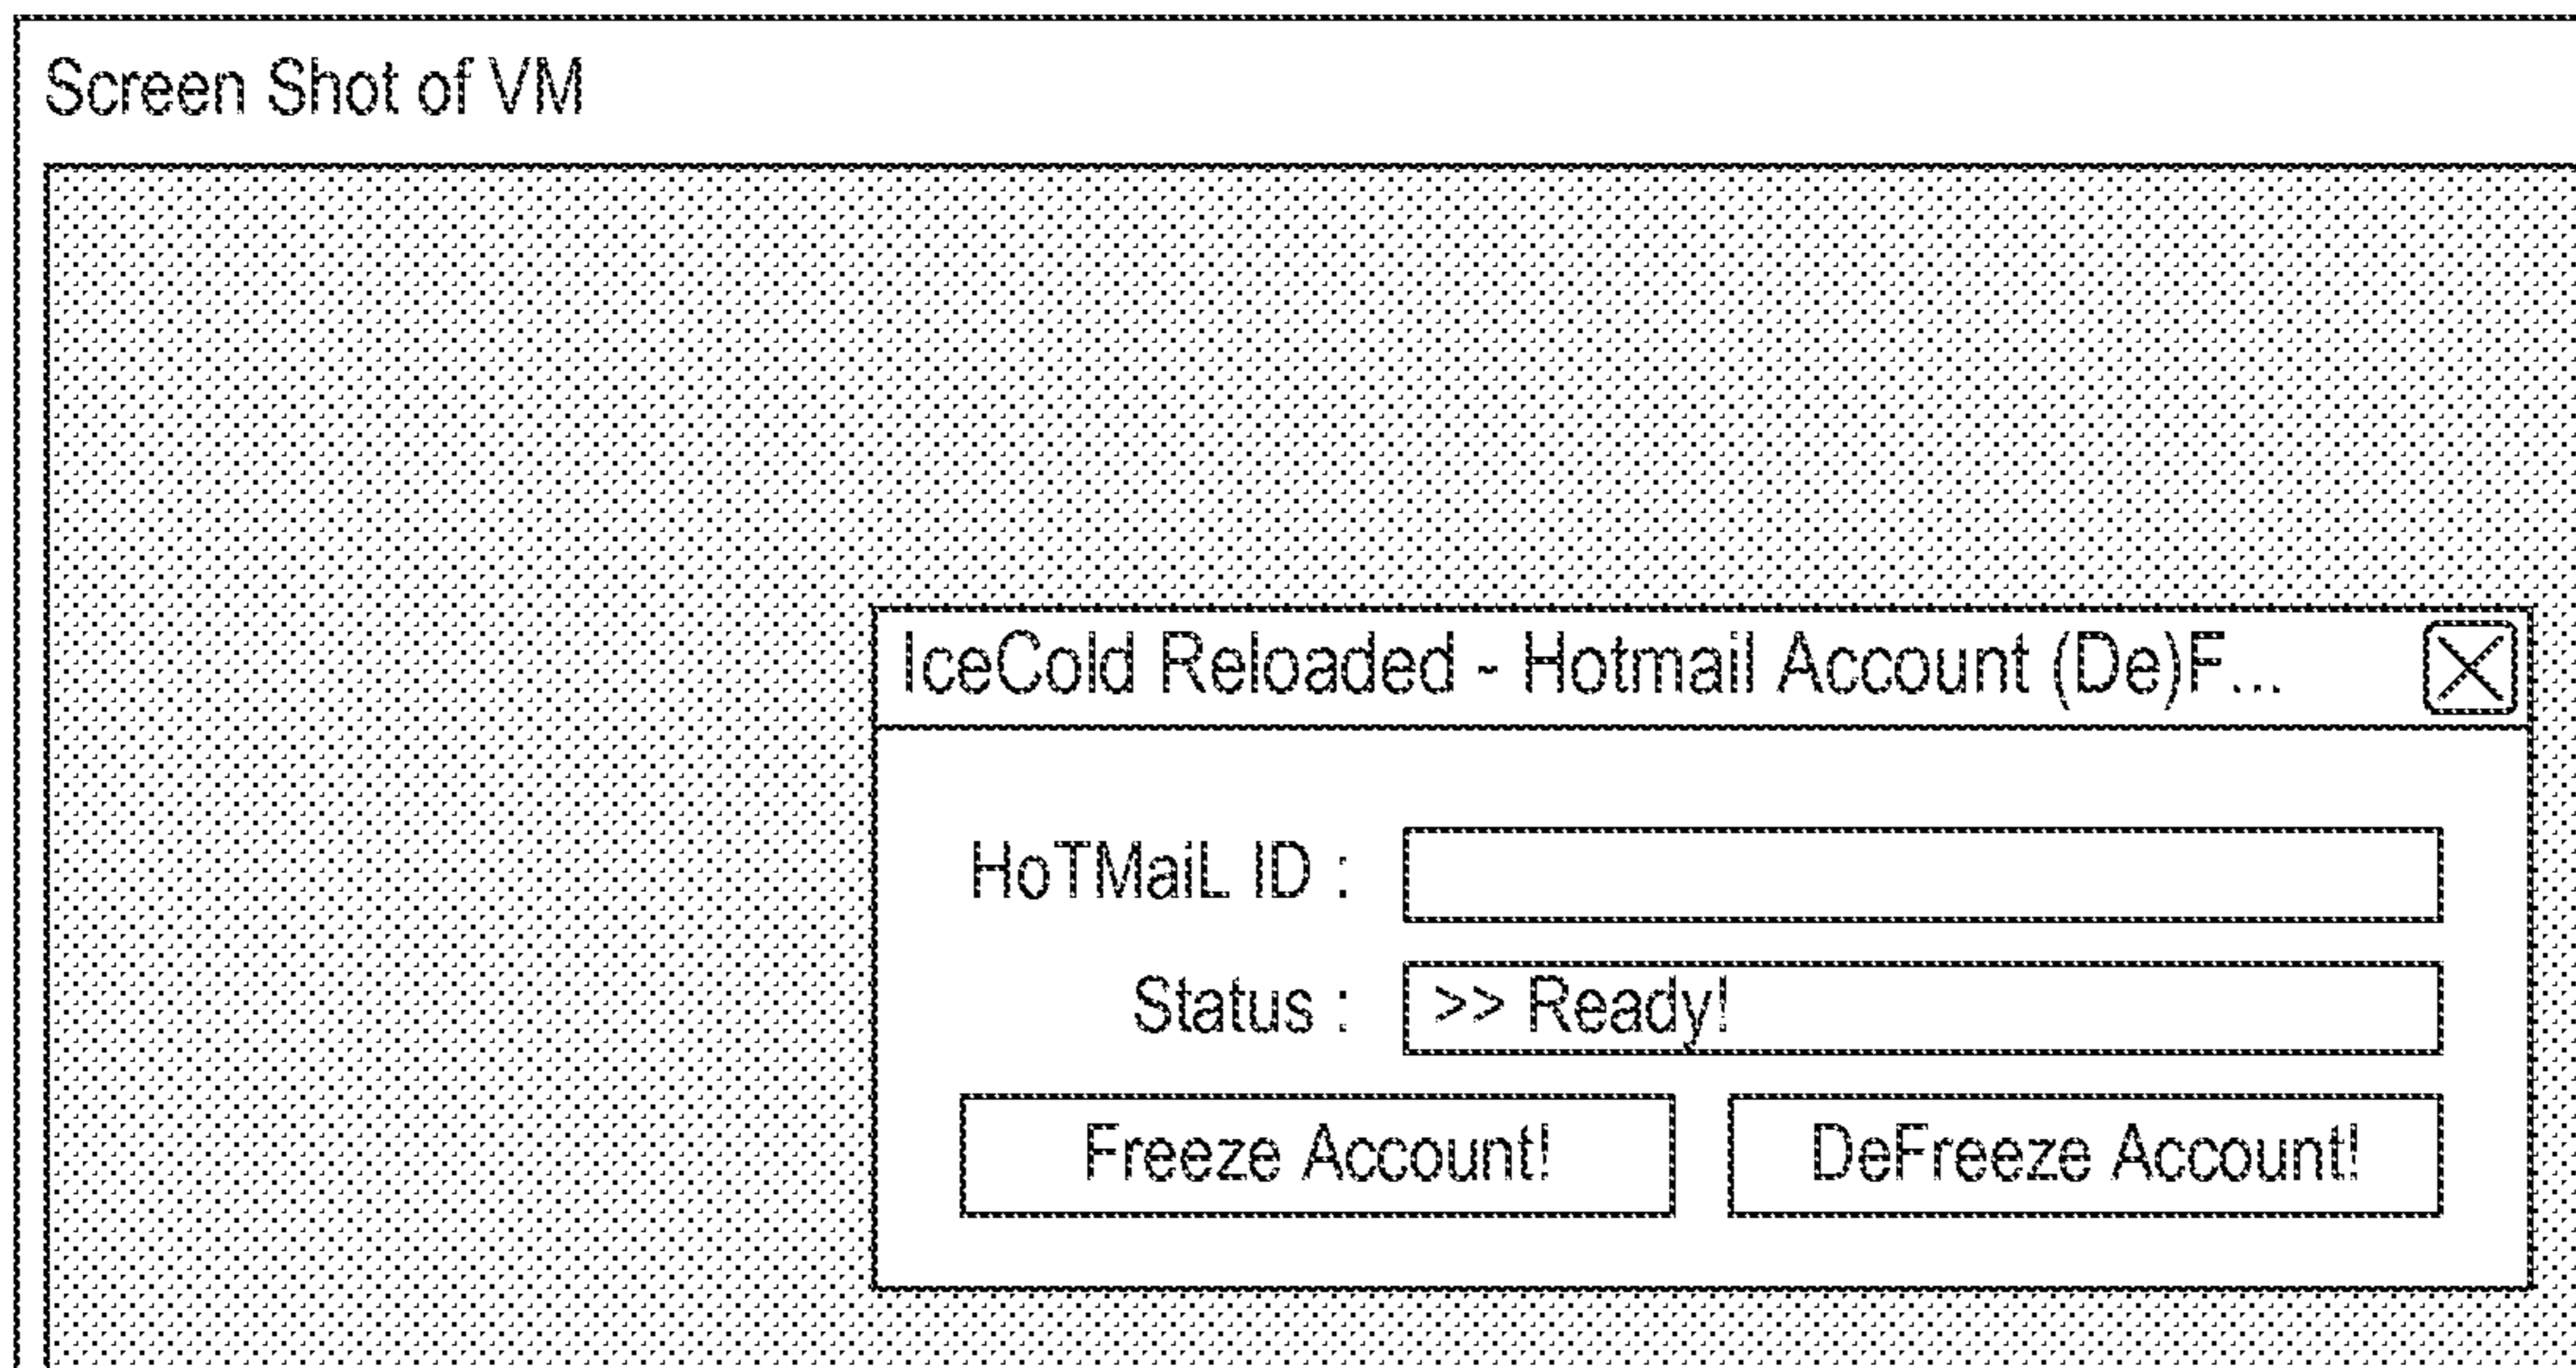 Screen Shot of VM
IceCold Reloaded - Hotmail Account (De)F...
HoTMaiL ID :
Status : >> Ready!
Freeze Account! DeFreeze Account!